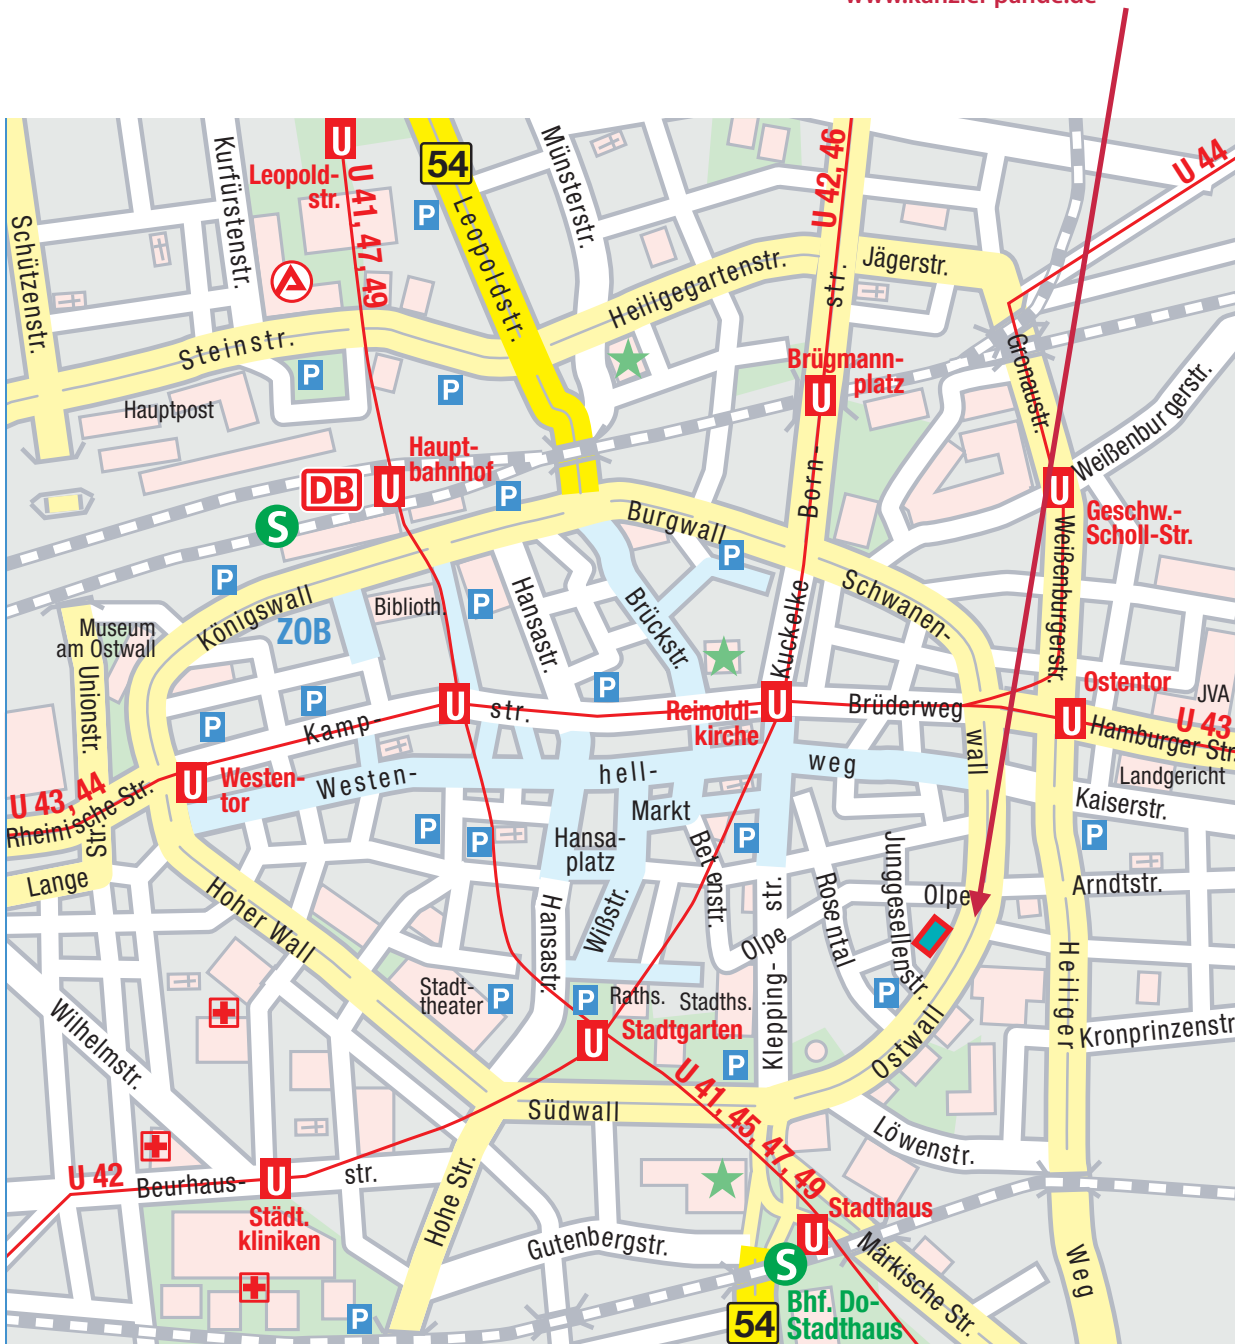 www.kanzler-pande.de
Leopold-
str.
U 41, 47, 49
54
Münsterstr.
U 42, 46
U 44
Kurfürstenstr.
Schützenstr.
Leopoldstr.
Heiligegartenstr.
Jägerstr.
Born-
str.
Steinstr.
Hauptpost
P
P
P
U
Brügmann-
platz
U
Gronaustr.
Weißenburgerstr.
Haupt-
bahnhof
DB
U
S
P
P
Burgwall
P
U
Geschw.-
Scholl-Str.
Weißenburgerstr.
Museum
am Ostwall
Königswall
ZOB
Biblioth.
P
Hansastr.
Brückstr.
Kuckelke
Schwanen-
wall
Unionstr.
P
P
P
Kamp-
str.
U
Reinoldi-
kirche
U
Brüderweg
Ostentor
U
JVA
U 43
Hamburger Str.
Landgericht
Westen-
tor
U
U 43, 44
Rheinische Str.
Westen-
hell-
weg
Markt
Hansa-
platz
Kaiserstr.
P
P
P
P
Lange
Str.
Betenstr.
Rosental
Junggesellenstr.
Olpe
Arndtstr.
Hoher Wall
Hansastr.
Wißstr.
Olpe
Klepping-
str.
Stadt-
theater
P
P
Raths.
Stadths.
P
Heiliger
Weg
Wilhelmstr.
Stadtgarten
U
P
Ostwall
Kronprinzenstr
Südwall
U 41, 45, 47, 49
Löwenstr.
U 42
Beurhaus-
str.
U
Städt.
kliniken
Hohe Str.
Gutenbergstr.
Stadthaus
U
S
Bhf. Do-
Stadthaus
Märkische Str.
54
P